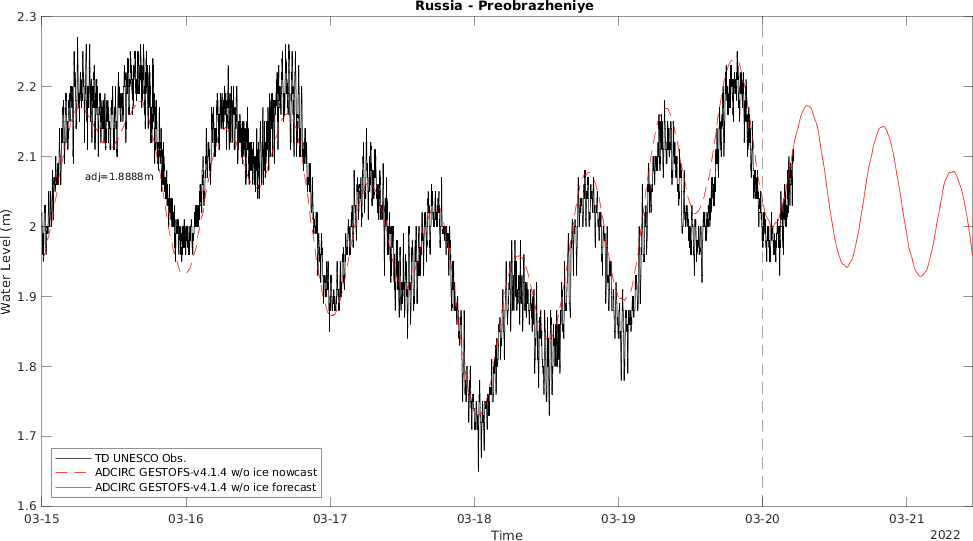 Russia - Preobrazheniye
2.3
2.2
2.1
2
1.9
1.8
1.7
1.6
Water Level (m)
adj=1.8888m
TD UNESCO Obs.
ADCIRC GESTOFS-v4.1.4 w/o ice nowcast
ADCIRC GESTOFS-v4.1.4 w/o ice forecast
03-15 03-16 03-17 03-18 03-19 03-20 03-21
Time
2022